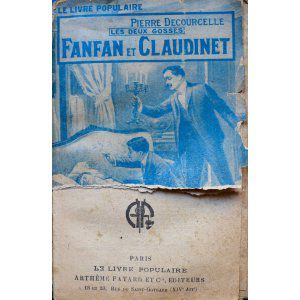 LE LIVRE POPULAIRE
PIERRE DECOURCELLE
LES DEUX GOSSES
FANFAN ET CLAUDINET
PARIS
LE LIVRE POPULAIRE
ARTHÈME FAYARD ET Cie, EDITEURS
18 ET 20, RUE DU SAINT-GOTHARD (XIVe ARRt)